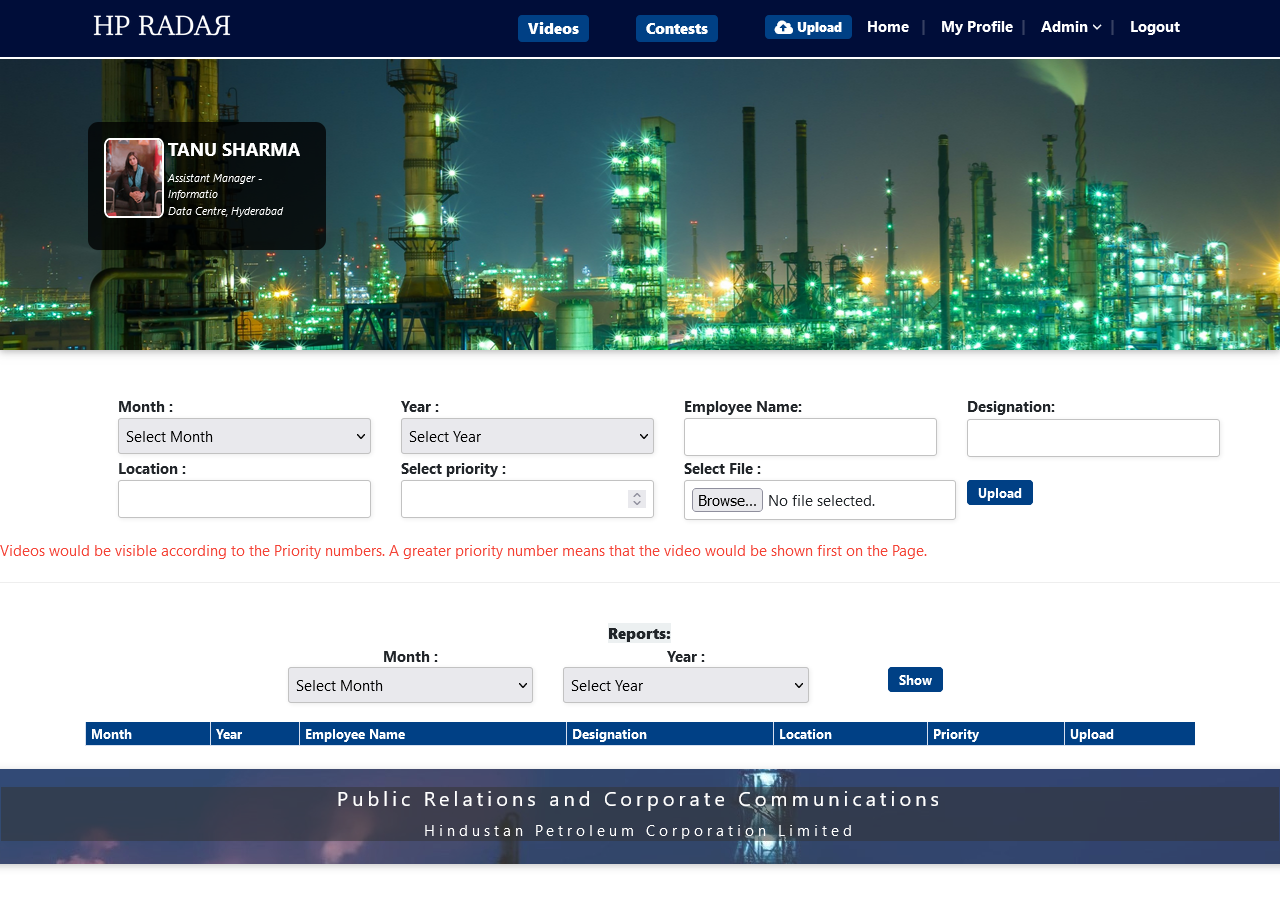 HP RADAЯ
Videos Contests Upload Home | My Profile | Admin | Logout
TANU SHARMA
Assistant Manager -
Informatio
Data Centre, Hyderabad
Month : Year : Employee Name: Designation:
Select Month Select Year
Location : Select priority : Select File :
Browse... No file selected. Upload
Videos would be visible according to the Priority numbers. A greater priority number means that the video would be shown first on the Page.
Reports:
Month : Year :
Select Month Select Year Show
Month Year Employee Name Designation Location Priority Upload
Public Relations and Corporate Communications
Hindustan Petroleum Corporation Limited